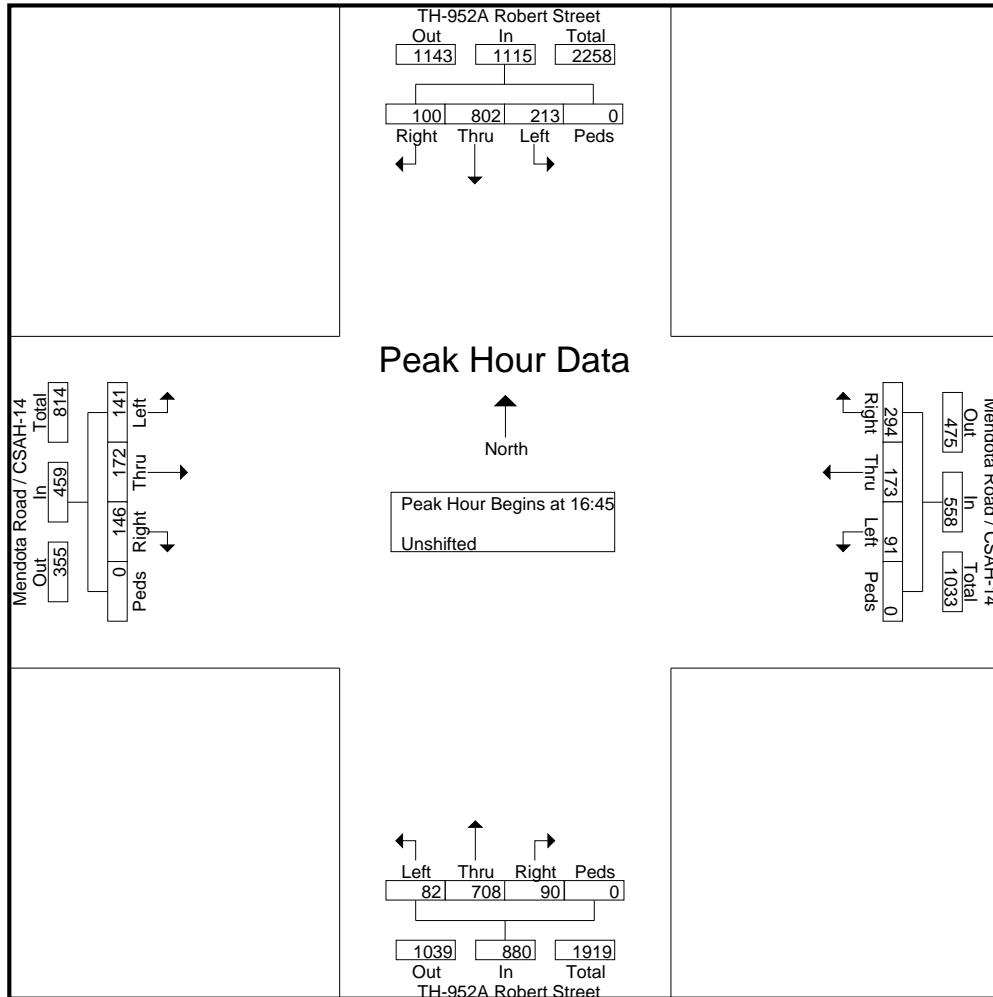 TH-952A Robert Street
Out In Total
1143 1115 2258
100 802 213 0
Right Thru Left Peds
Peak Hour Data
North
Peak Hour Begins at 16:45
Unshifted
Mendota Road / CSAH-14
Total In Out
814 459 355
141 172 146 0
Left Thru Right Peds
Mendota Road / CSAH-14
Out In Total
475 558 1033
294 173 91 0
Right Thru Left Peds
Left Thru Right Peds
82 708 90 0
1039 880 1919
Out In Total
TH-952A Robert Street